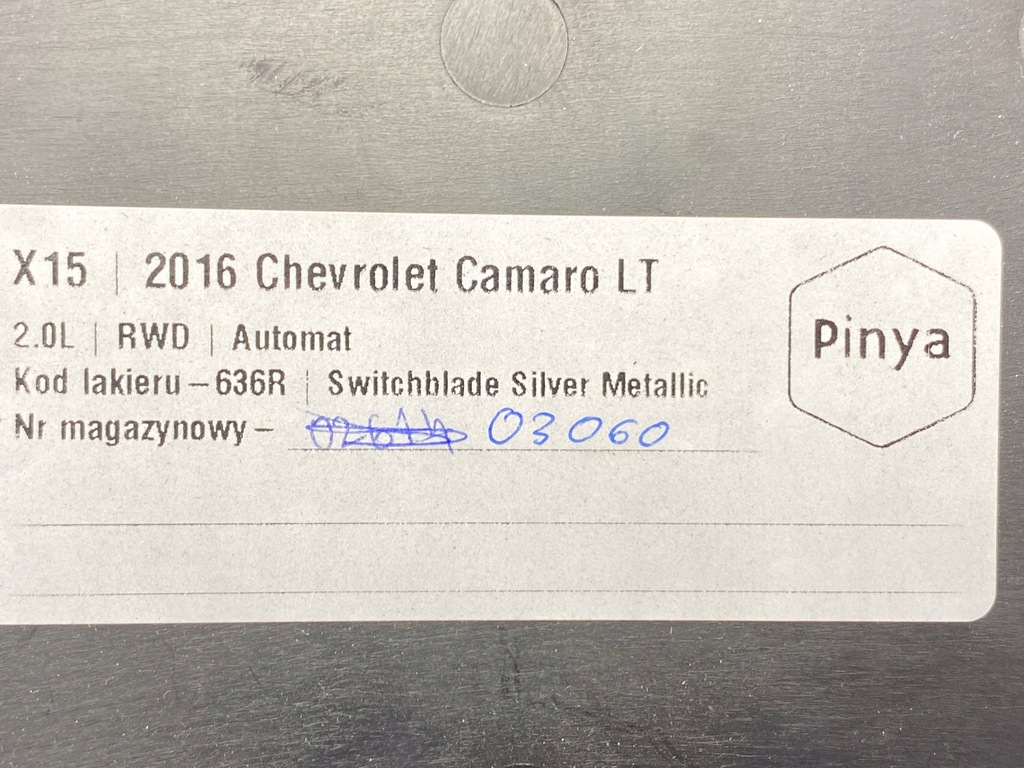 X15 | 2016 Chevrolet Camaro LT
2.0L | RWD | Automat
Kod lakieru – 636R | Switchblade Silver Metallic
Nr magazynowy – 03060
Pinya